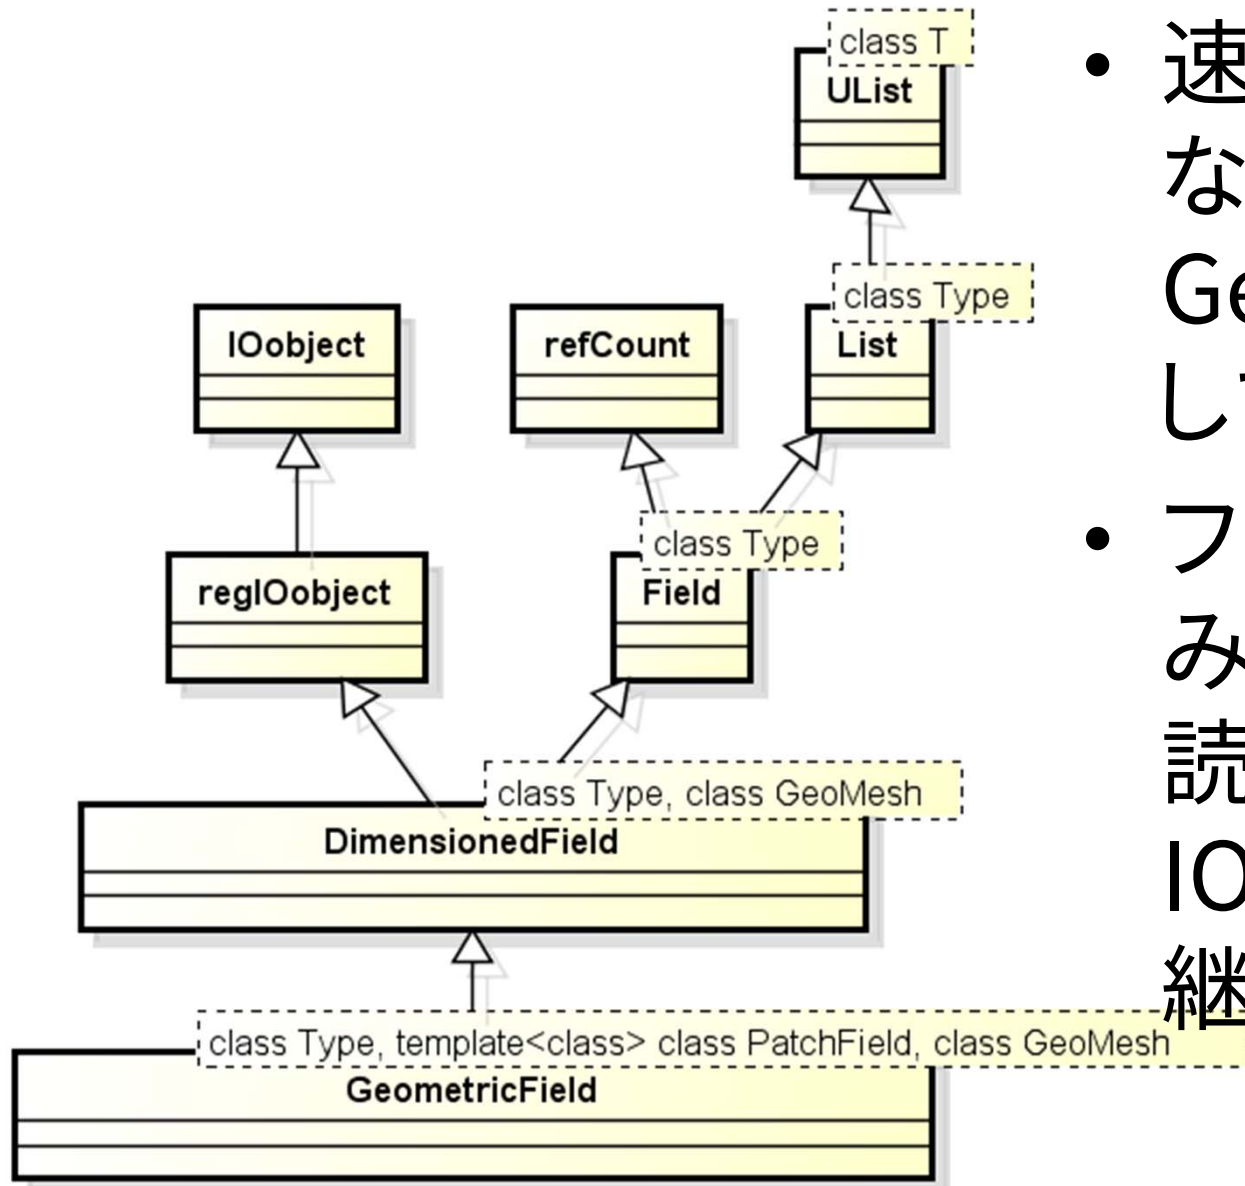 class T
UList
class Type
IOobject
refCount
List
class Type
regIOobject
Field
class Type, class GeoMesh
DimensionedField
class Type, template<class> class PatchField, class GeoMesh
GeometricField
• 速
な
Ge
し
• フ
み
読
IO
継